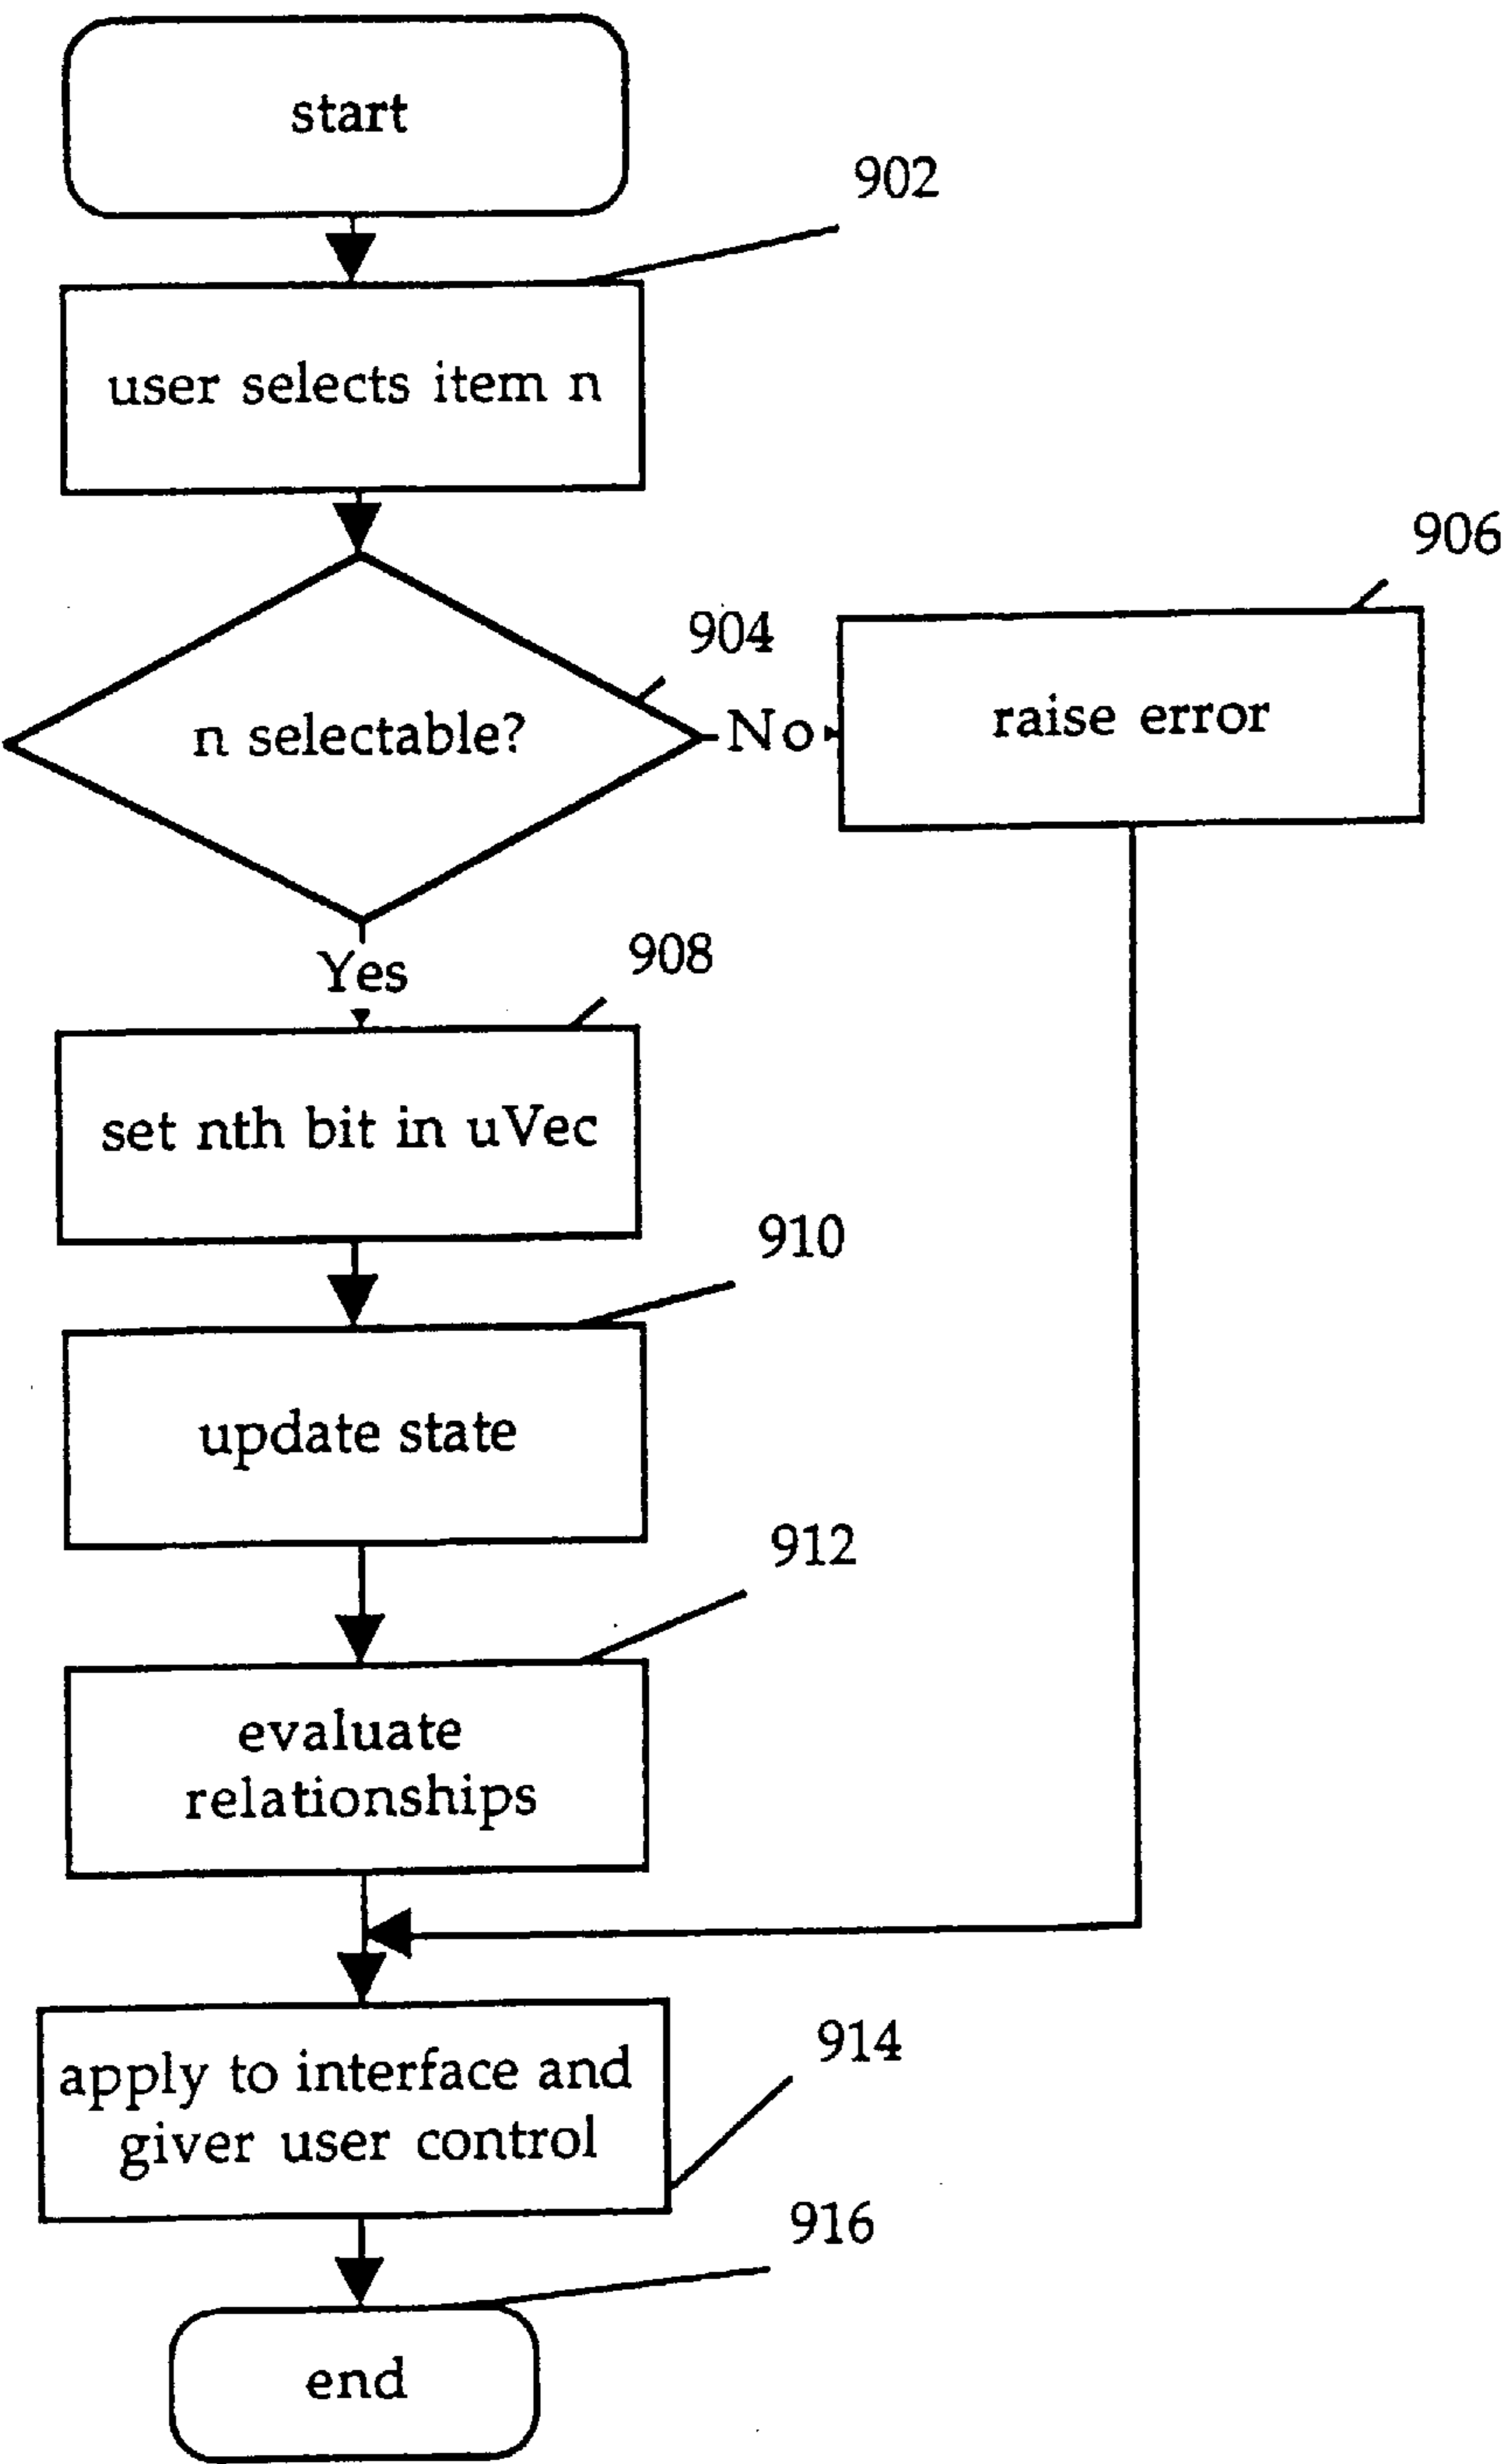 start
902
user selects item n
906
904
n selectable?
No
raise error
Yes
908
set nth bit in uVec
910
update state
912
evaluate
relationships
914
apply to interface and
giver user control
916
end